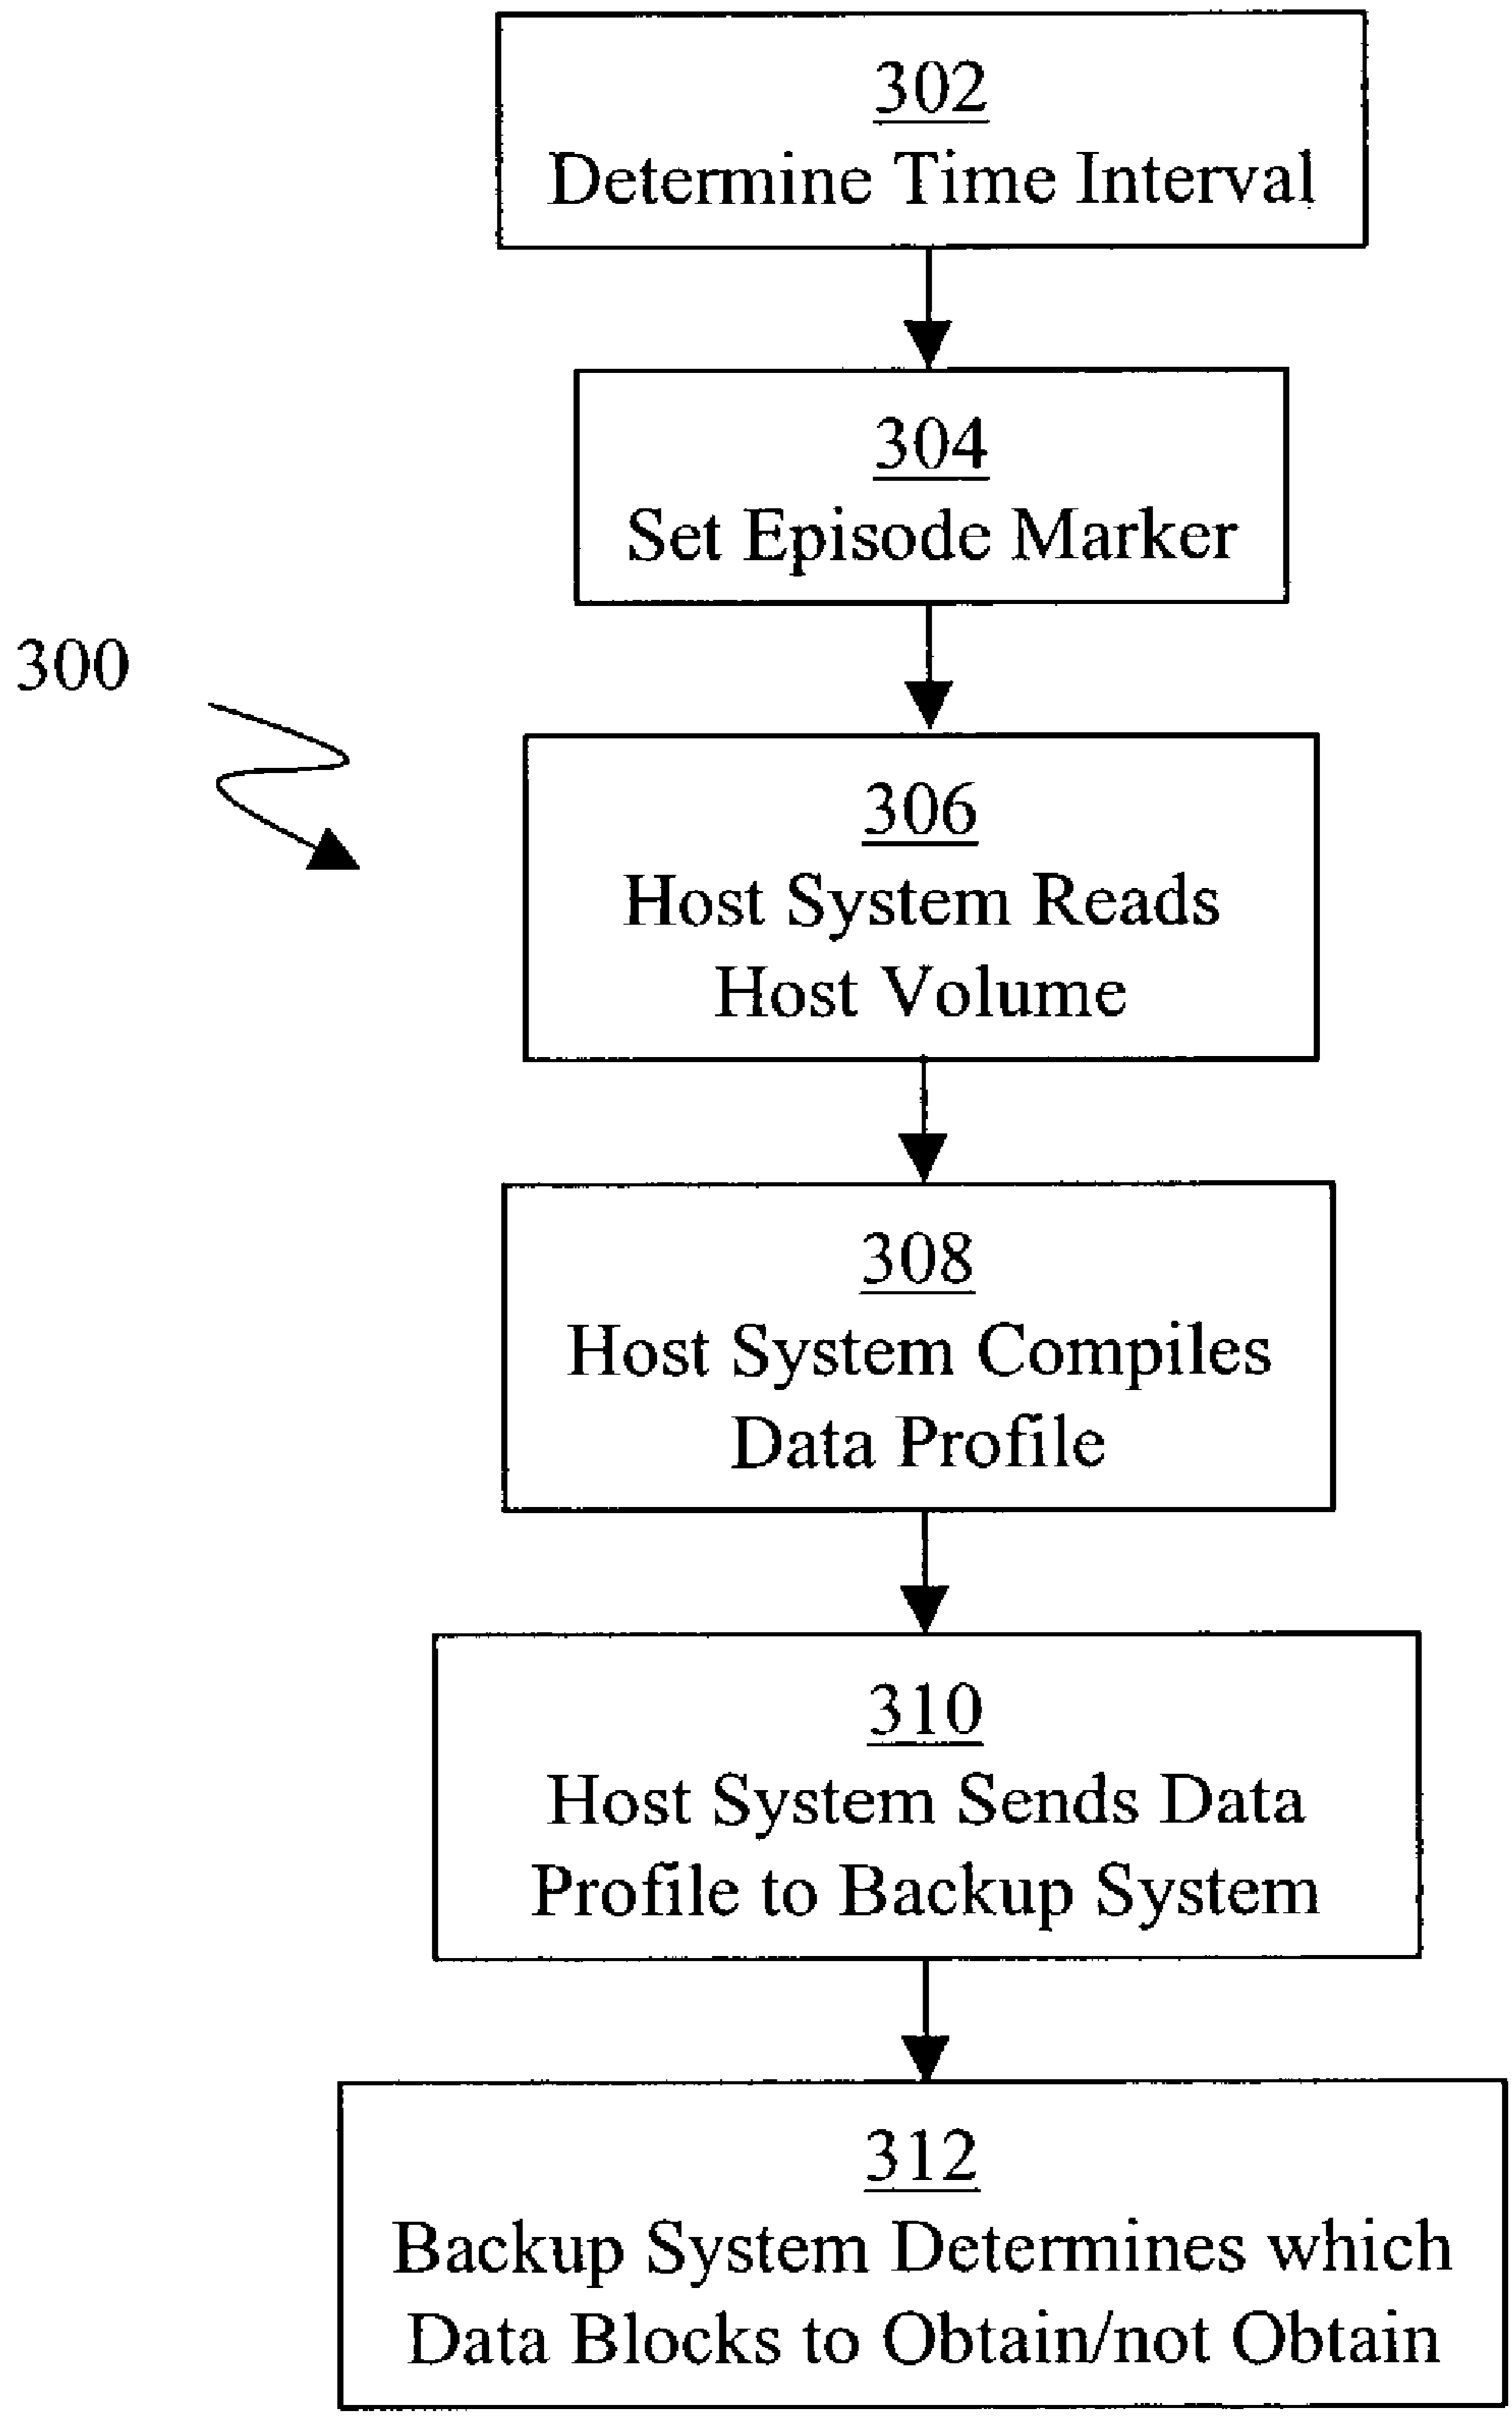 302
Determine Time Interval
304
Set Episode Marker
300
306
Host System Reads
Host Volume
308
Host System Compiles
Data Profile
310
Host System Sends Data
Profile to Backup System
312
Backup System Determines which
Data Blocks to Obtain/not Obtain